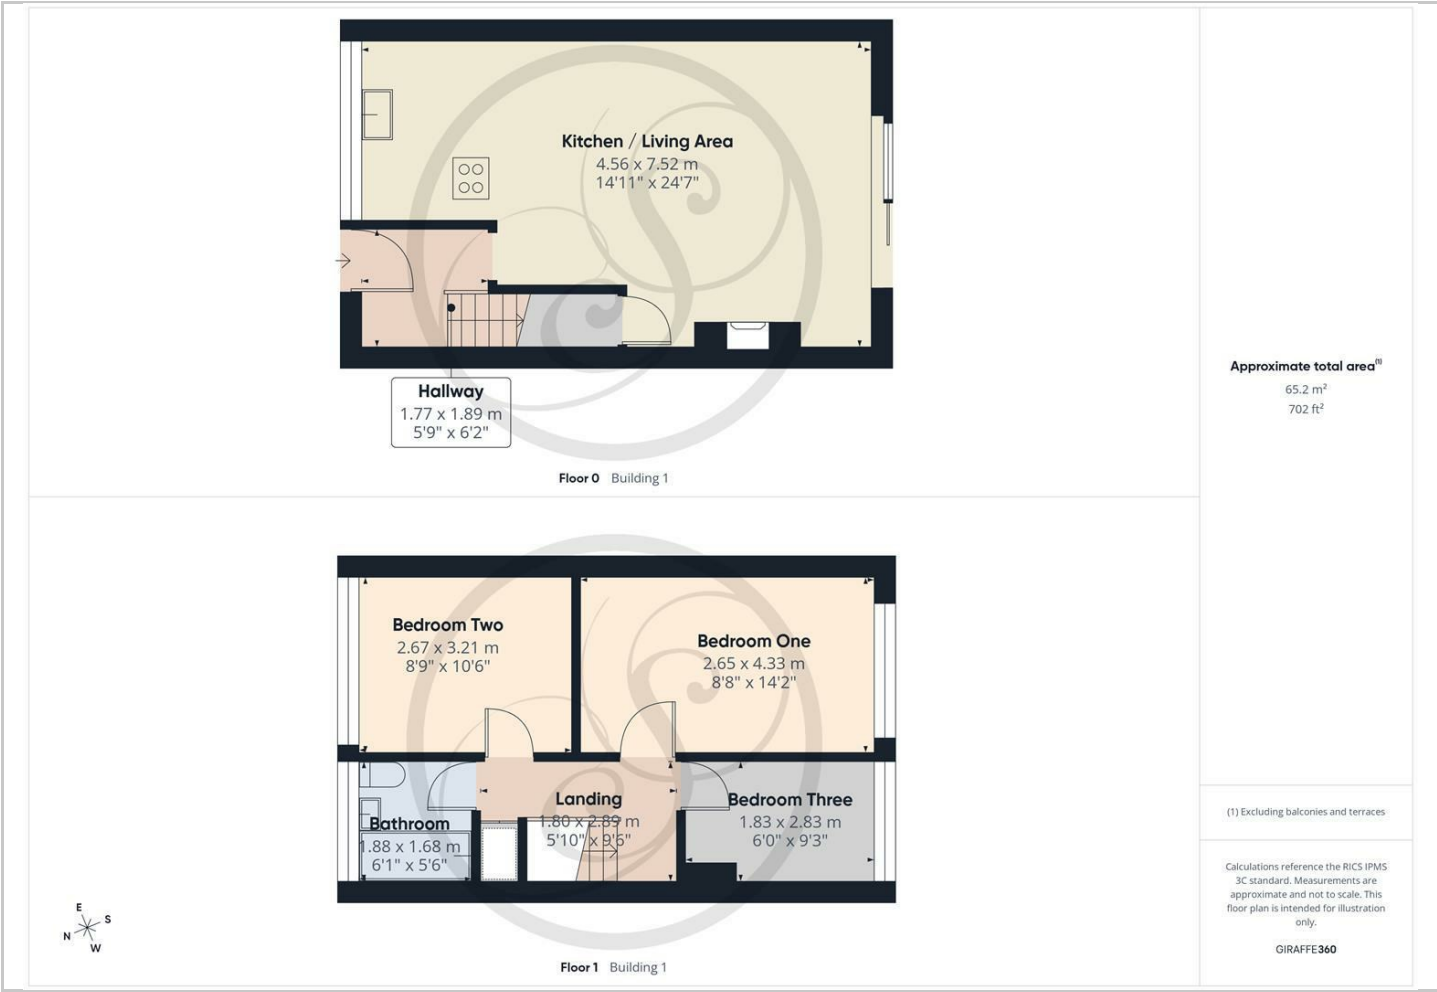 Kitchen / Living Area
4.56 x 7.52 m
14'11" x 24'7"
Hallway
1.77 x 1.89 m
5'9" x 6'2"
Floor 0 Building 1
Bedroom Two
2.67 x 3.21 m
8'9" x 10'6"
Bedroom One
2.65 x 4.33 m
8'8" x 14'2"
Bathroom
1.88 x 1.68 m
6'1" x 5'6"
Landing
1.80 x 2.89 m
5'10" x 9'6"
Bedroom Three
1.83 x 2.83 m
6'0" x 9'3"
E
S
N
W
Floor 1 Building 1
Approximate total area(1)
65.2 m²
702 ft²
(1) Excluding balconies and terraces
Calculations reference the RICS IPMS
3C standard. Measurements are
approximate and not to scale. This
floor plan is intended for illustration
only.
GIRAFFE360